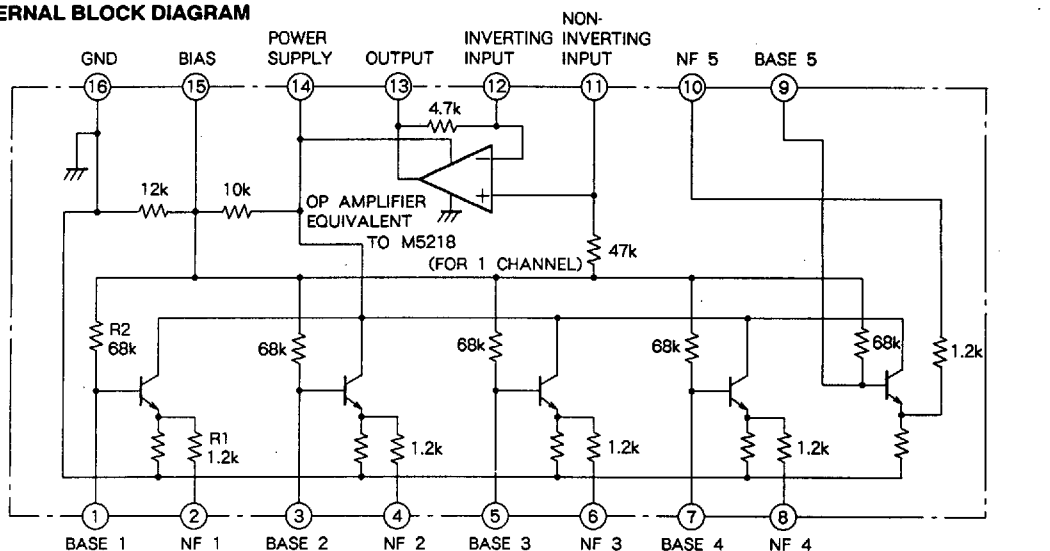 ERNAL BLOCK DIAGRAM
GND
BIAS
POWER
SUPPLY
OUTPUT
INVERTING
INPUT
NON-
INVERTING
INPUT
NF 5
BASE 5
16
15
14
13
12
11
10
9
4.7k
12k
10k
OP AMPLIFIER
EQUIVALENT
TO M5218
(FOR 1 CHANNEL)
47k
R2
68k
68k
68k
68k
68k
1.2k
R1
1.2k
1.2k
1.2k
1.2k
1
2
3
4
5
6
7
8
BASE 1
NF 1
BASE 2
NF 2
BASE 3
NF 3
BASE 4
NF 4